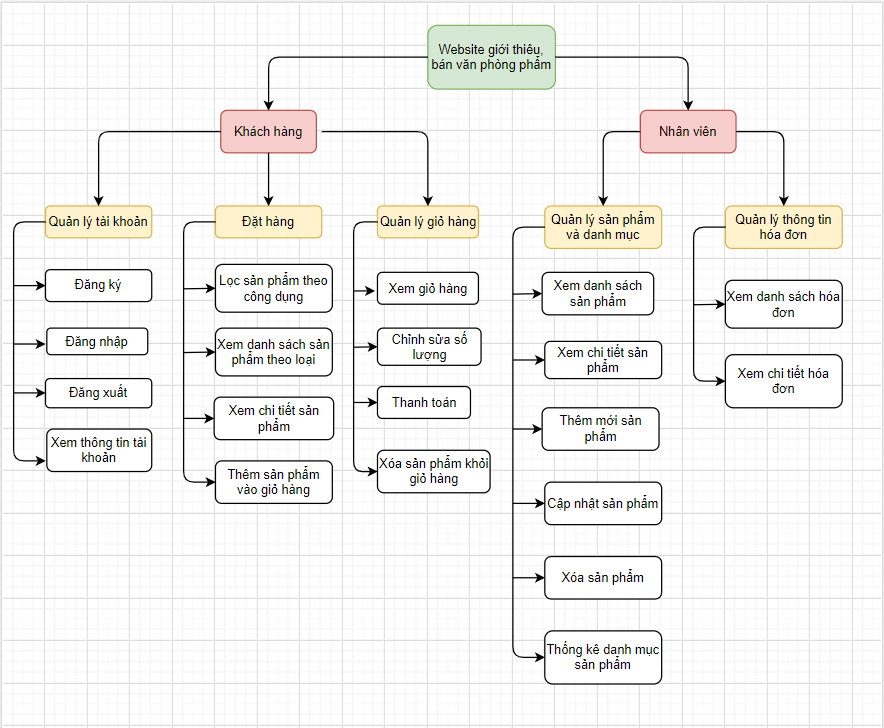 Website giới thiêu,
bán văn phòng phẩm
Khách hàng
Nhân viên
Quản lý tài khoản
Đặt hàng
Quản lý giỏ hàng
Quản lý sản phẩm
và danh mục
Quản lý thông tin
hóa đơn
Đăng ký
Đăng nhập
Đăng xuất
Xem thông tin tài
khoản
Lọc sản phẩm theo
công dụng
Xem danh sách sản
phẩm theo loại
Xem chi tiết sản
phẩm
Thêm sản phẩm
vào giỏ hàng
Xem giỏ hàng
Chỉnh sửa số
lượng
Thanh toán
Xóa sản phẩm khỏi
giỏ hàng
Xem danh sách
sản phẩm
Xem chi tiết sản
phẩm
Thêm mới sản
phẩm
Cập nhật sản phẩm
Xóa sản phẩm
Thống kê danh mục
sản phẩm
Xem danh sách hóa
đơn
Xem chi tiết hóa
đơn